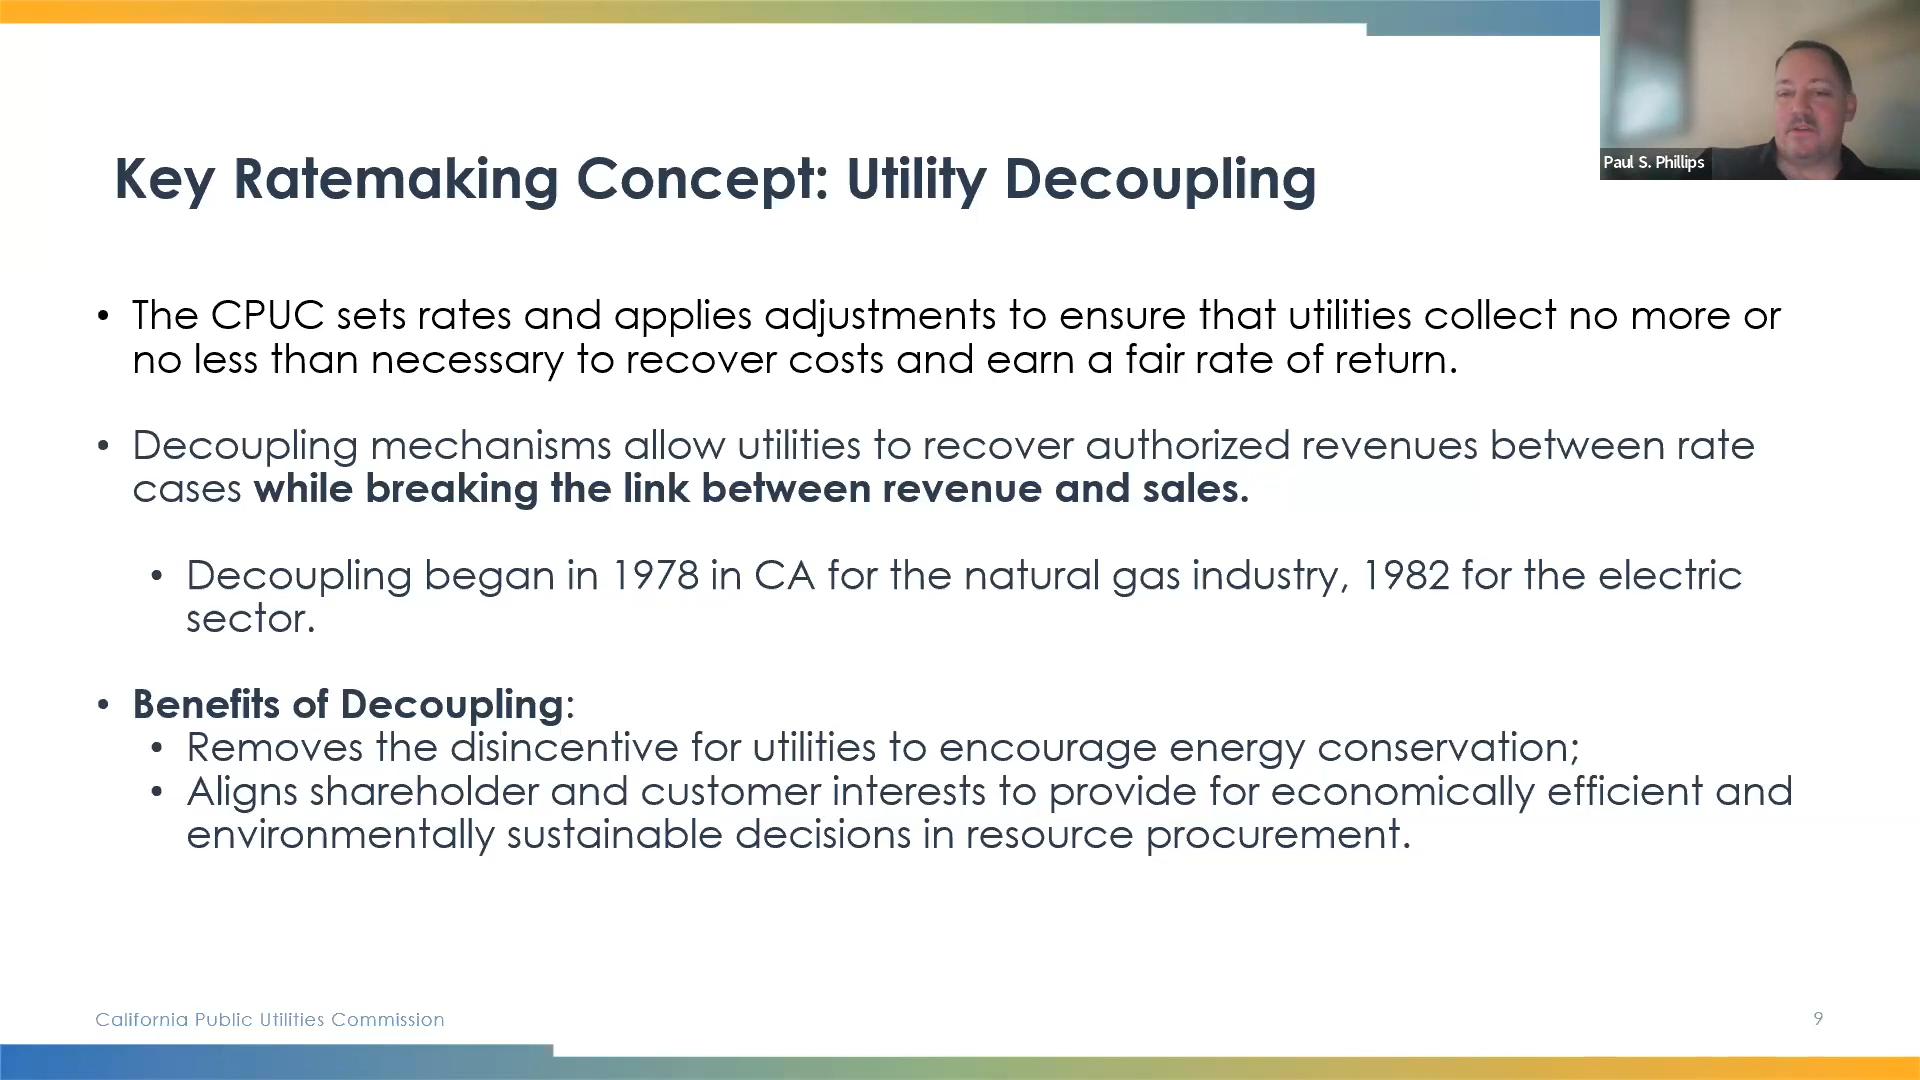 Paul S. Phillips
Key Ratemaking Concept: Utility Decoupling
• The CPUC sets rates and applies adjustments to ensure that utilities collect no more or
no less than necessary to recover costs and earn a fair rate of return.
• Decoupling mechanisms allow utilities to recover authorized revenues between rate
cases while breaking the link between revenue and sales.
• Decoupling began in 1978 in CA for the natural gas industry, 1982 for the electric
sector.
• Benefits of Decoupling:
• Removes the disincentive for utilities to encourage energy conservation;
• Aligns shareholder and customer interests to provide for economically efficient and
environmentally sustainable decisions in resource procurement.
California Public Utilities Commission
9